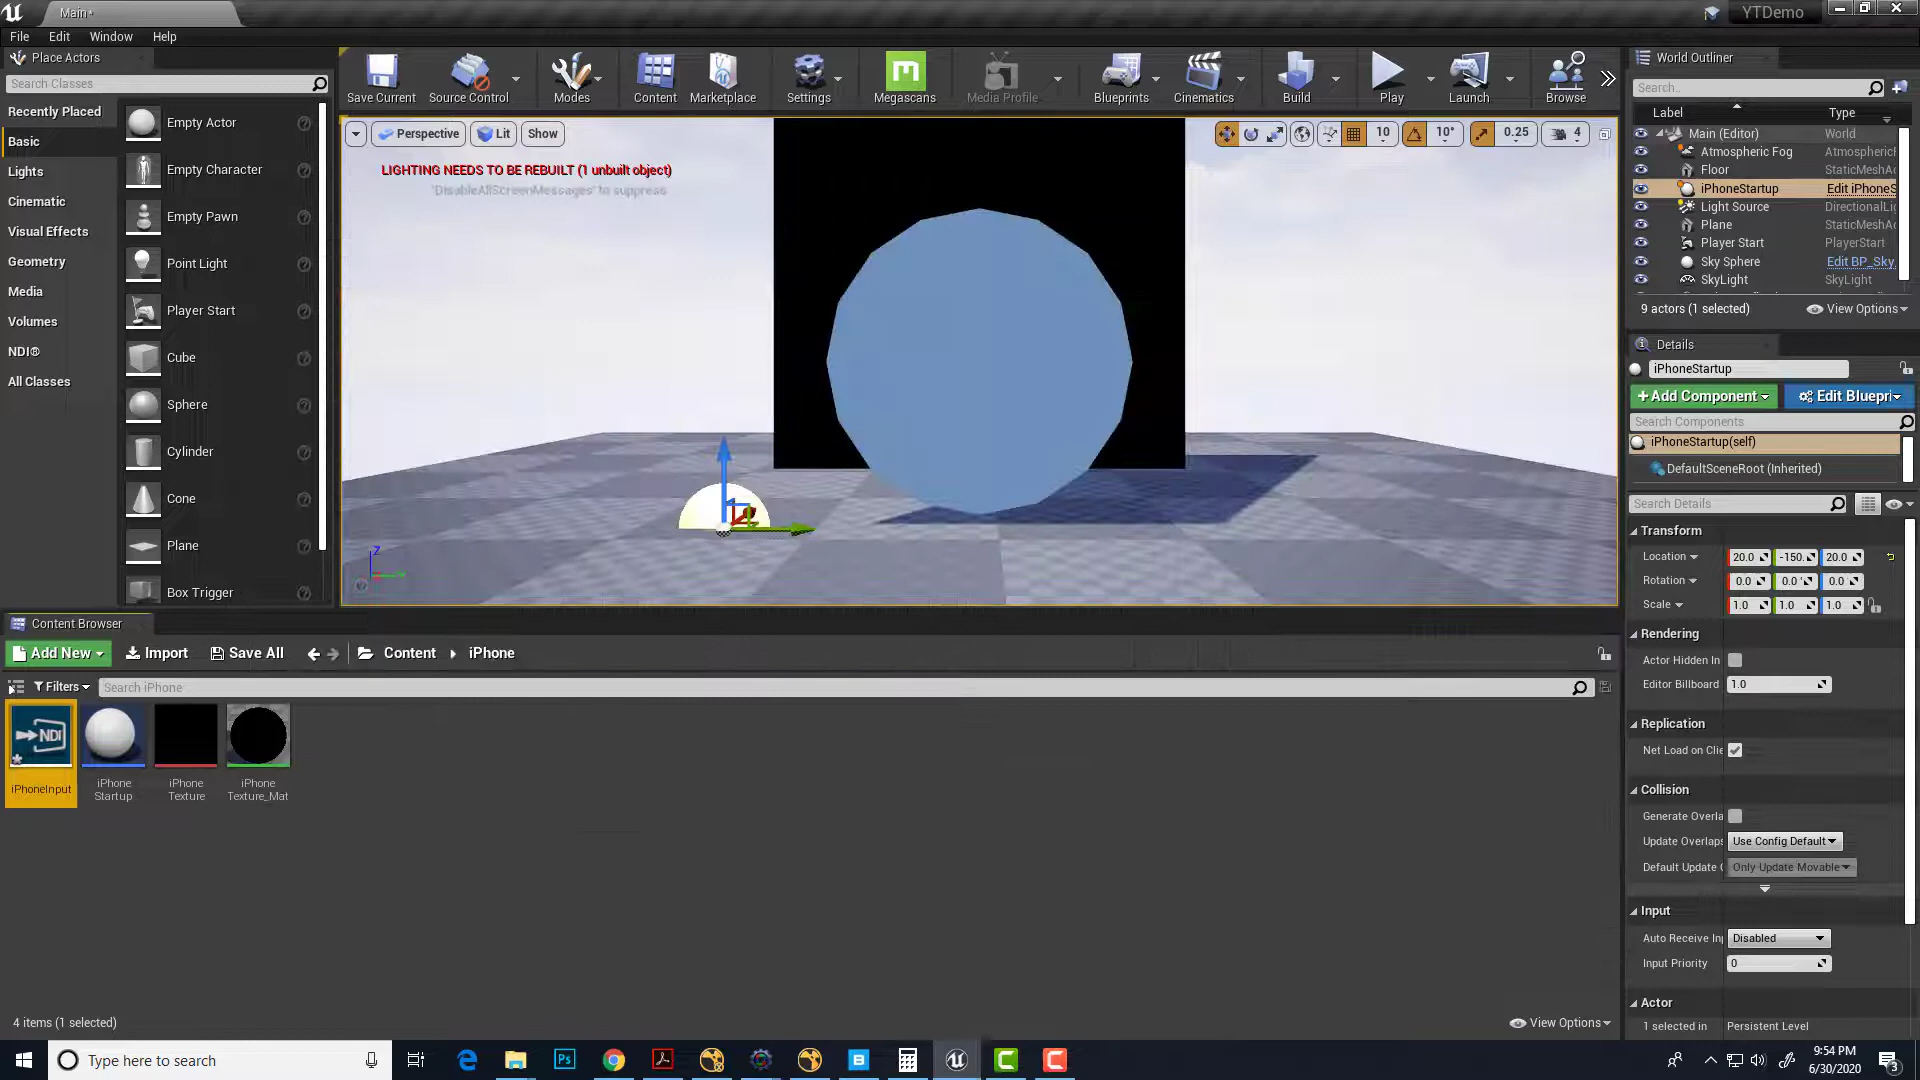 Main*
YTDemo
File Edit Window Help
Place Actors
Search Classes
Recently Placed
Basic
Lights
Cinematic
Visual Effects
Geometry
Media
Volumes
NDI®
All Classes
Empty Actor
Empty Character
Empty Pawn
Point Light
Player Start
Cube
Sphere
Cylinder
Cone
Plane
Box Trigger
Save Current Source Control Modes Content Marketplace Settings Megascans Media Profile Blueprints Cinematics Build Play Launch Browse
Perspective Lit Show
10 10° 0.25 4
LIGHTING NEEDS TO BE REBUILT (1 unbuilt object)
'DisableAllScreenMessages' to suppress
Z
World Outliner
Search..
Label Type
Main (Editor) World
Atmospheric Fog Atmospheric
Floor StaticMeshAc
iPhoneStartup Edit iPhoneS
Light Source DirectionalLi
Plane StaticMeshAc
Player Start PlayerStart
Sky Sphere Edit BP_Sky
SkyLight SkyLight
9 actors (1 selected) View Options
Details
iPhoneStartup
+Add Component Edit Bluepri
Search Components
iPhoneStartup(self)
DefaultSceneRoot (Inherited)
Search Details
Transform
Location 20.0 -150. 20.0
Rotation 0.0 0.0 0.0
Scale 1.0 1.0 1.0
Rendering
Actor Hidden In
Editor Billboard 1.0
Replication
Net Load on Clie
Collision
Generate Overla
Update Overlaps Use Config Default
Default Update Only Update Movable
Input
Auto Receive In Disabled
Input Priority 0
Actor
1 selected in Persistent Level
Content Browser
Add New Import Save All Content iPhone
Filters Search iPhone
NDI
iPhoneInput
iPhone
Startup
iPhone
Texture
iPhone
Texture_Mat
4 items (1 selected)
View Options
Type here to search
Ps
9:54 PM
6/30/2020
3